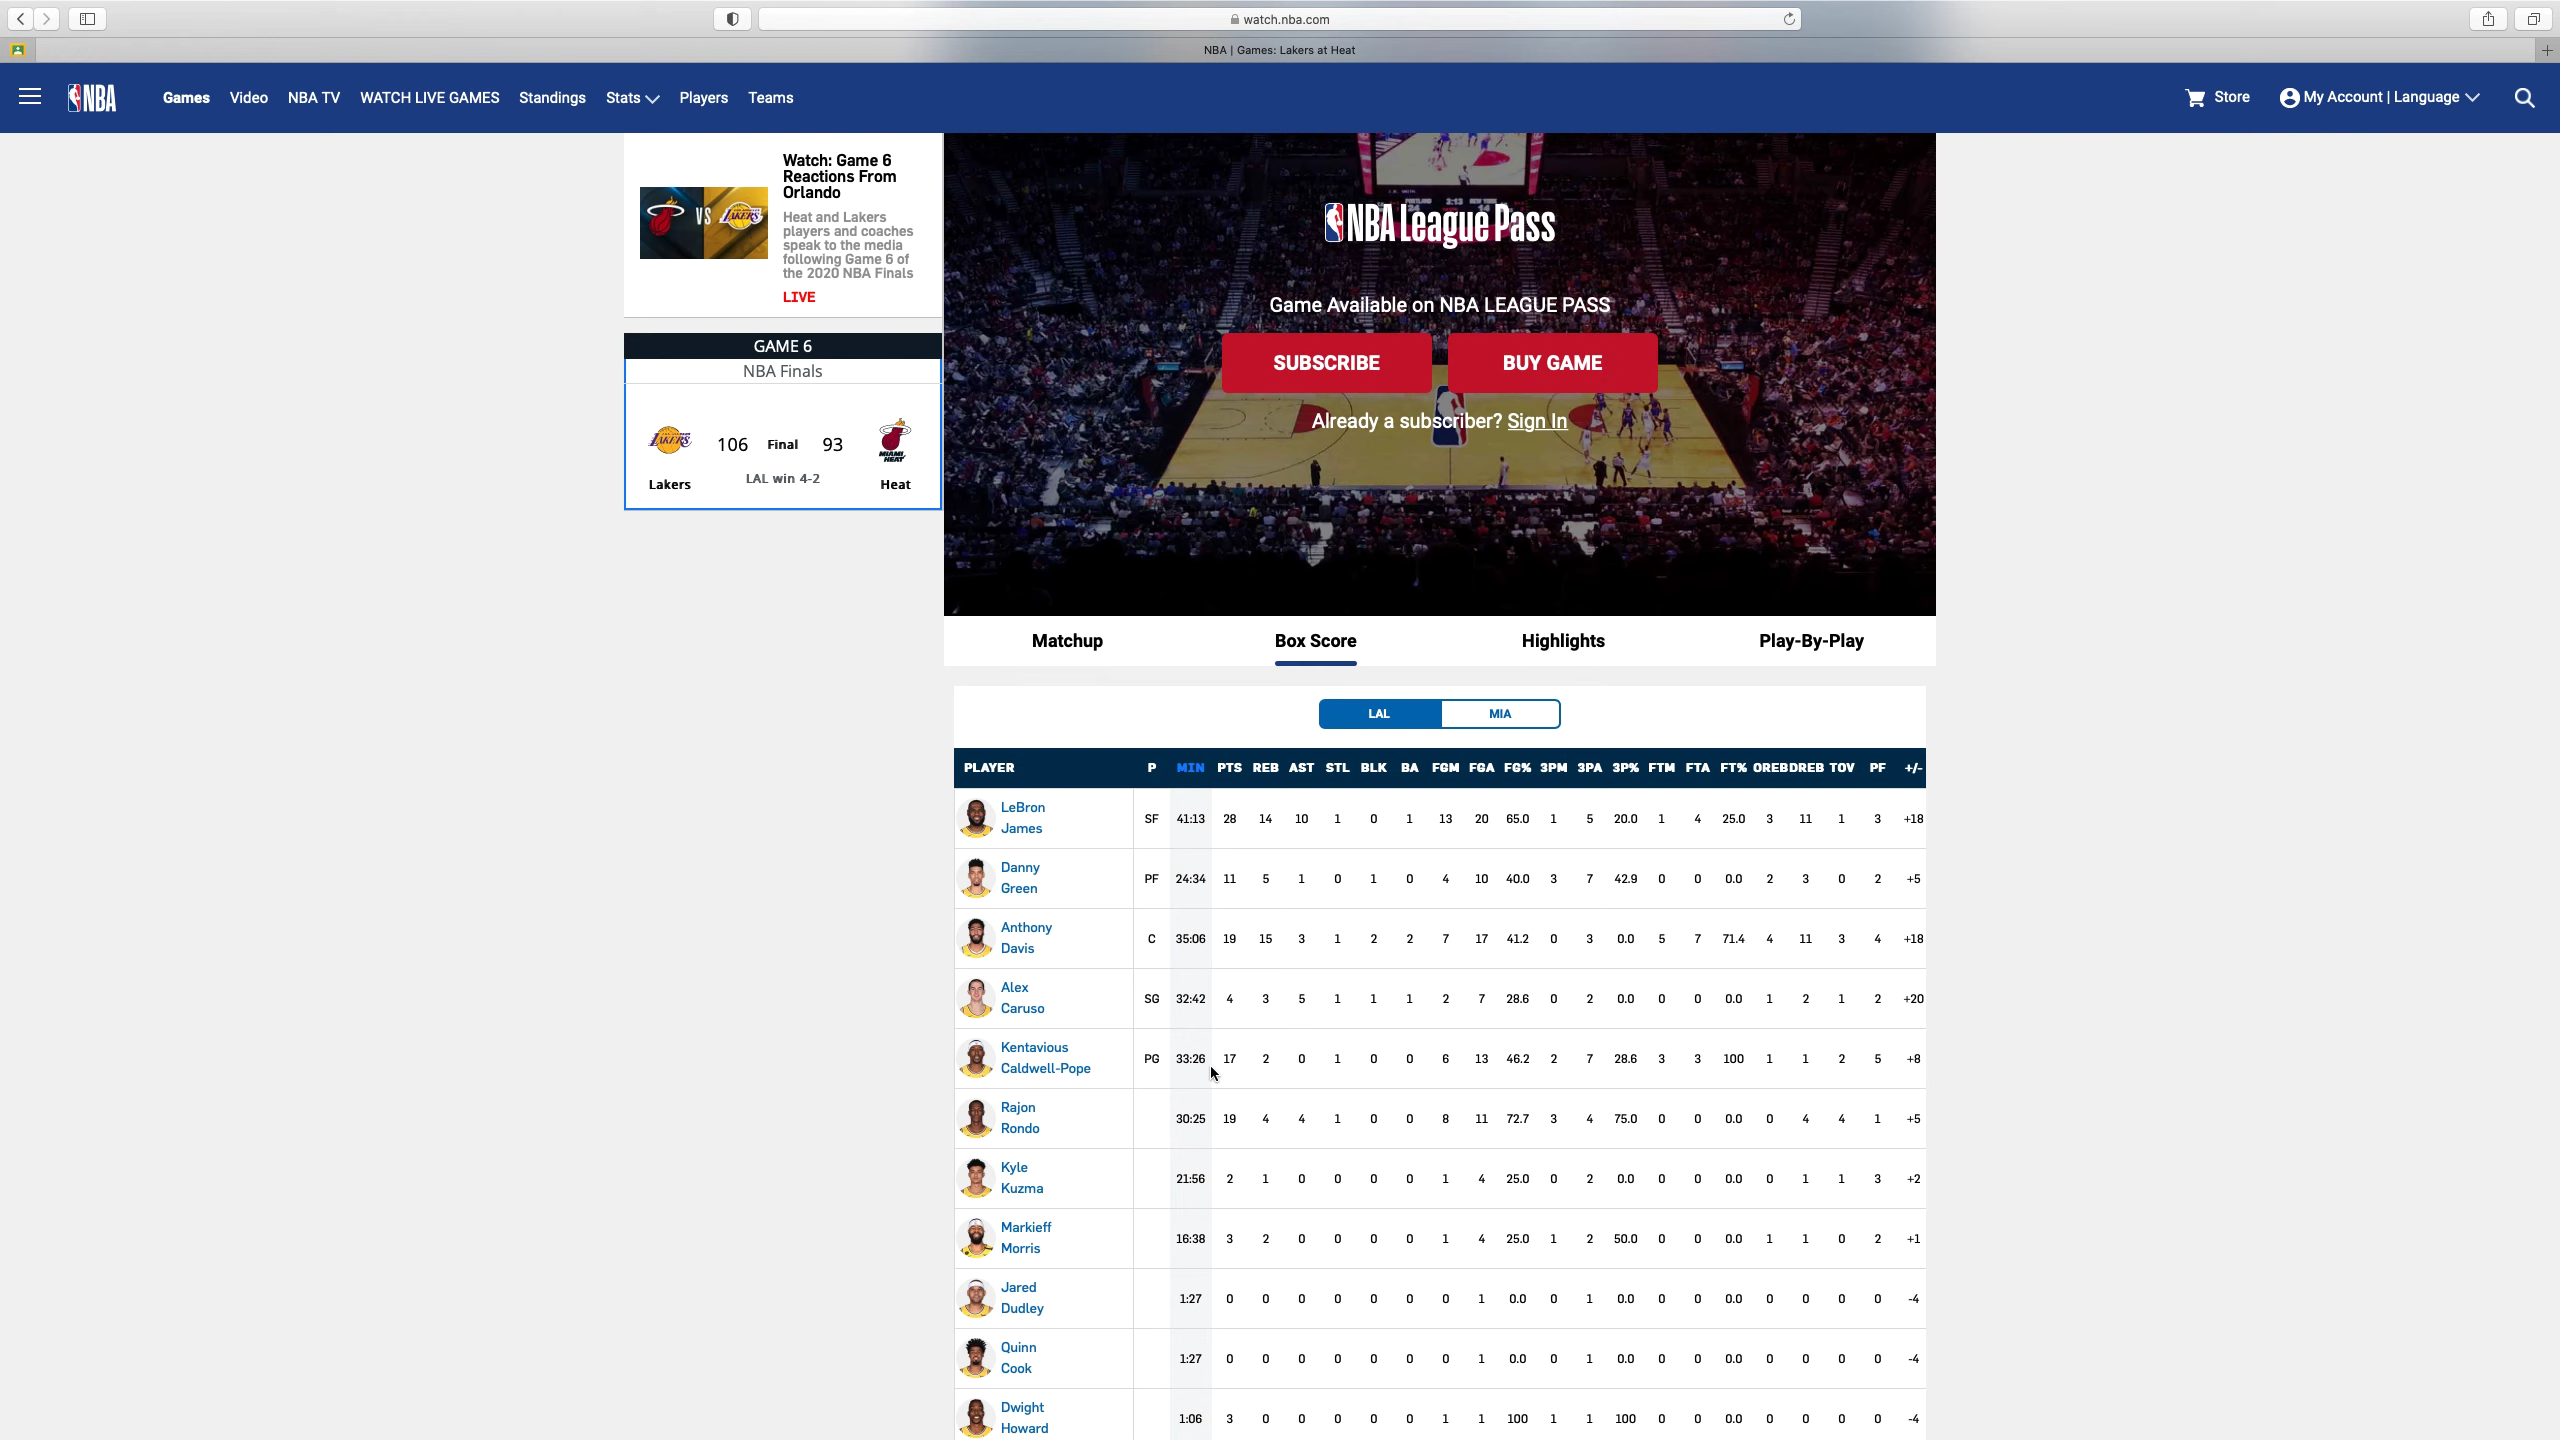 watch.nba.com
NBA | Games: Lakers at Heat
NBA
Games Video NBA TV WATCH LIVE GAMES Standings Stats Players Teams
Store My Account | Language
Watch: Game 6
Reactions From
Orlando
VS LAKERS
Heat and Lakers
players and coaches
speak to the media
following Game 6 of
the 2020 NBA Finals
LIVE
GAME 6
NBA Finals
LAKERS 106 Final 93 MIAMI HEAT
LAL win 4-2
Lakers Heat
NBA League Pass
Game Available on NBA LEAGUE PASS
SUBSCRIBE BUY GAME
Already a subscriber? Sign In
Matchup Box Score Highlights Play-By-Play
LAL MIA
PLAYER P MIN PTS REB AST STL BLK BA FGM FGA FG% 3PM 3PA 3P% FTM FTA FT% OREB DREB TOV PF +/-
LeBron
James SF 41:13 28 14 10 1 0 1 13 20 65.0 1 5 20.0 1 4 25.0 3 11 1 3 +18
Danny
Green PF 24:34 11 5 1 0 1 0 4 10 40.0 3 7 42.9 0 0 0.0 2 3 0 2 +5
Anthony
Davis C 35:06 19 15 3 1 2 2 7 17 41.2 0 3 0.0 5 7 71.4 4 11 3 4 +18
Alex
Caruso SG 32:42 4 3 5 1 1 1 2 7 28.6 0 2 0.0 0 0 0.0 1 2 1 2 +20
Kentavious
Caldwell-Pope PG 33:26 17 2 0 1 0 0 6 13 46.2 2 7 28.6 3 3 100 1 1 2 5 +8
Rajon
Rondo 30:25 19 4 4 1 0 0 8 11 72.7 3 4 75.0 0 0 0.0 0 4 4 1 +5
Kyle
Kuzma 21:56 2 1 0 0 0 0 1 4 25.0 0 2 0.0 0 0 0.0 0 1 1 3 +2
Markieff
Morris 16:38 3 2 0 0 0 0 1 4 25.0 1 2 50.0 0 0 0.0 1 1 0 2 +1
Jared
Dudley 1:27 0 0 0 0 0 0 0 1 0.0 0 1 0.0 0 0 0.0 0 0 0 0 -4
Quinn
Cook 1:27 0 0 0 0 0 0 0 1 0.0 0 1 0.0 0 0 0.0 0 0 0 0 -4
Dwight
Howard 1:06 3 0 0 0 0 0 1 1 100 1 1 100 0 0 0.0 0 0 0 0 -4